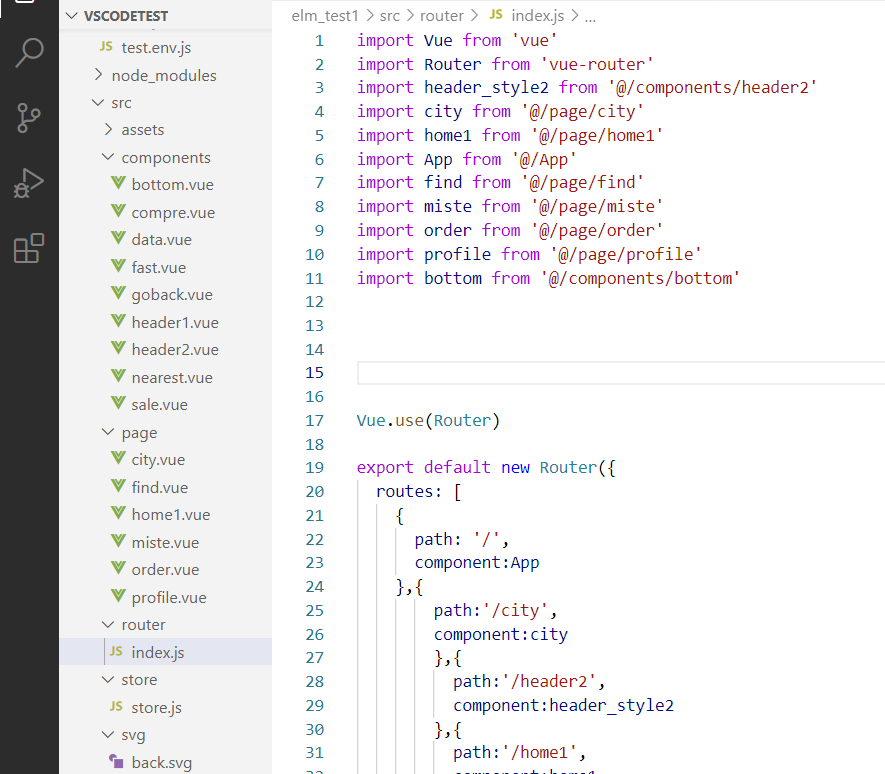 VSCODETEST
test.env.js
node_modules
src
assets
components
bottom.vue
compre.vue
data.vue
fast.vue
goback.vue
header1.vue
header2.vue
nearest.vue
sale.vue
page
city.vue
find.vue
home1.vue
miste.vue
order.vue
profile.vue
router
JS index.js
store
JS store.js
svg
back.svg
elm_test1 > src > router > JS index.js > ...
1 import Vue from 'vue'
2 import Router from 'vue-router'
3 import header_style2 from '@/components/header2'
4 import city from '@/page/city'
5 import home1 from '@/page/home1'
6 import App from '@/App'
7 import find from '@/page/find'
8 import miste from '@/page/miste'
9 import order from '@/page/order'
10 import profile from '@/page/profile'
11 import bottom from '@/components/bottom'
12
13
14
15
16
17 Vue.use(Router)
18
19 export default new Router({
20 routes: [
21 {
22 path: '/',
23 component:App
24 },{
25 path:'/city',
26 component:city
27 },{
28 path:'/header2',
29 component:header_style2
30 },{
31 path:'/home1',